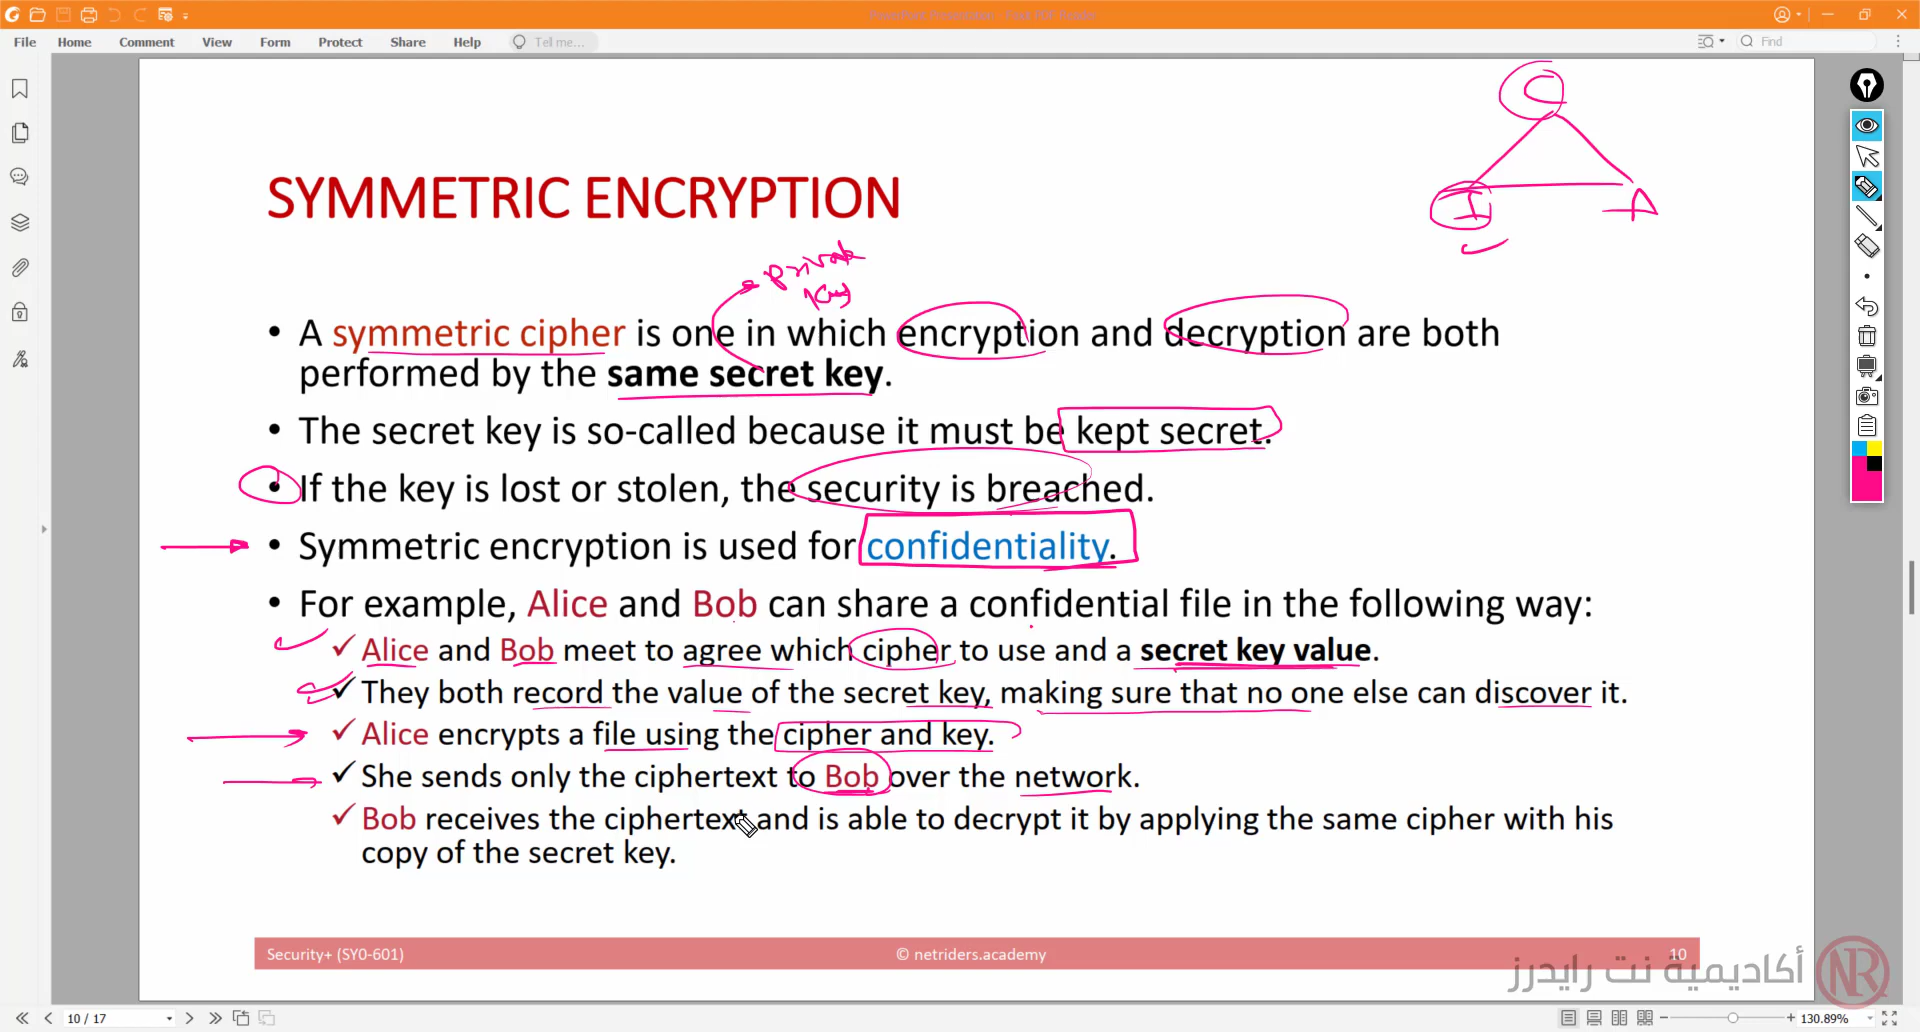 PowerPoint Presentation - Foxit PDF Reader
File Home Comment View Form Protect Share Help Tell me... Find
C
I A
SYMMETRIC ENCRYPTION
private
key
• A symmetric cipher is one in which encryption and decryption are both
performed by the same secret key.
• The secret key is so-called because it must be kept secret.
• If the key is lost or stolen, the security is breached.
• Symmetric encryption is used for confidentiality.
• For example, Alice and Bob can share a confidential file in the following way:
✓ Alice and Bob meet to agree which cipher to use and a secret key value.
✓ They both record the value of the secret key, making sure that no one else can discover it.
✓ Alice encrypts a file using the cipher and key.
✓ She sends only the ciphertext to Bob over the network.
✓ Bob receives the ciphertext and is able to decrypt it by applying the same cipher with his
copy of the secret key.
Security+ (SY0-601) © netriders.academy 10
أكاديمية نت رايدرز NR
10 / 17 130.89%